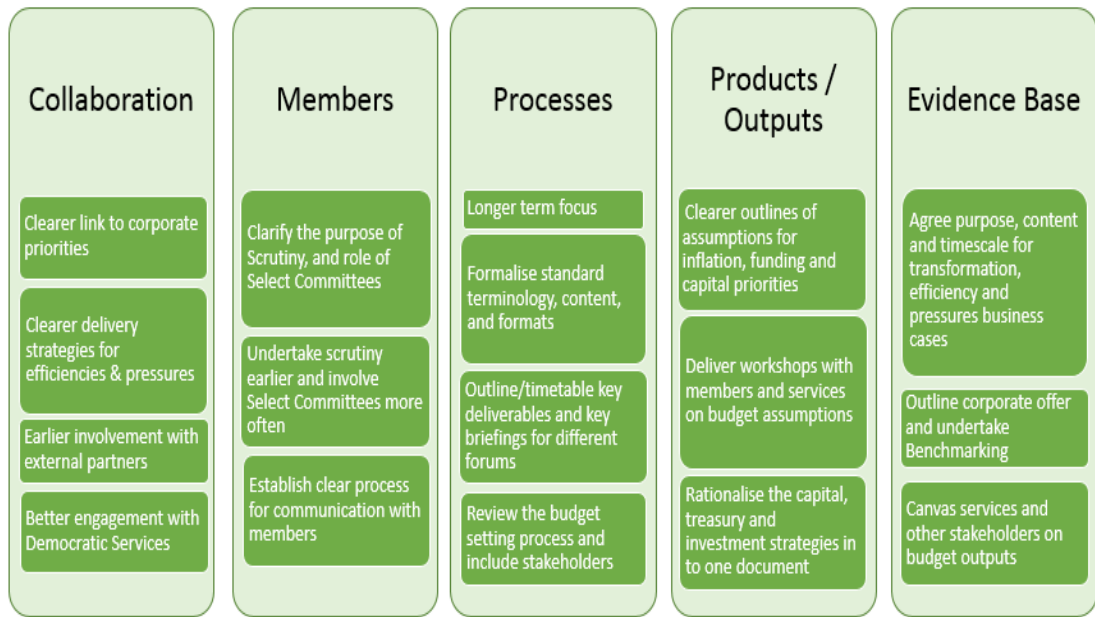 Collaboration
Clearer link to corporate
priorities
Clearer delivery
strategies for
efficiencies & pressures
Earlier involvement with
external partners
Better engagement with
Democratic Services
Members
Clarify the purpose of
Scrutiny, and role of
Select Committees
Undertake scrutiny
earlier and involve
Select Committees more
often
Establish clear process
for communication with
members
Processes
Longer term focus
Formalise standard
terminology, content,
and formats
Outline/timetable key
deliverables and key
briefings for different
forums
Review the budget
setting process and
include stakeholders
Products /
Outputs
Clearer outlines of
assumptions for
inflation, funding and
capital priorities
Deliver workshops with
members and services
on budget assumptions
Rationalise the capital,
treasury and
investment strategies in
to one document
Evidence Base
Agree purpose, content
and timescale for
transformation,
efficiency and
pressures business
cases
Outline corporate offer
and undertake
Benchmarking
Canvas services and
other stakeholders on
budget outputs